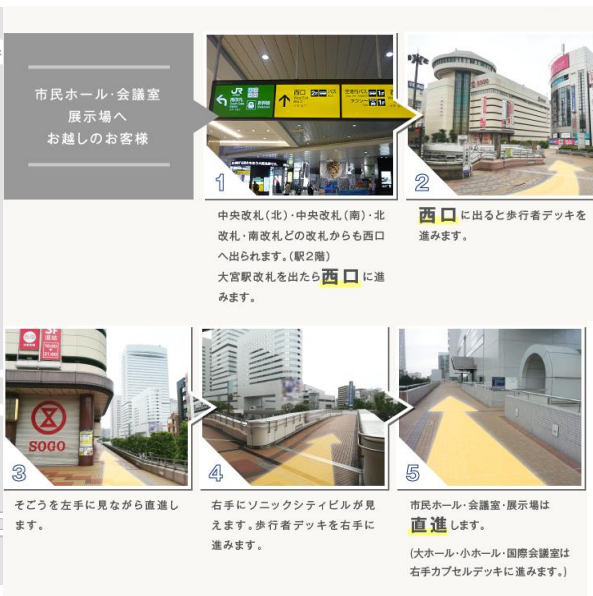 市民ホール・会議室
展示場へ
お越しのお客様
JR
西口
1
2
中央改札(北)・中央改札(南)・北
改札・南改札どの改札からも西口
へ出られます。(駅2階)
大宮駅改札を出たら西口に進
みます。
西口に出ると歩行者デッキを
進みます。
SOGO
3
4
5
そごうを左手に見ながら直進し
ます。
右手にソニックシティビルが見
えます。歩行者デッキを右手に
進みます。
市民ホール・会議室・展示場は
直進します。
(大ホール・小ホール・国際会議室は
右手カプセルデッキに進みます。)